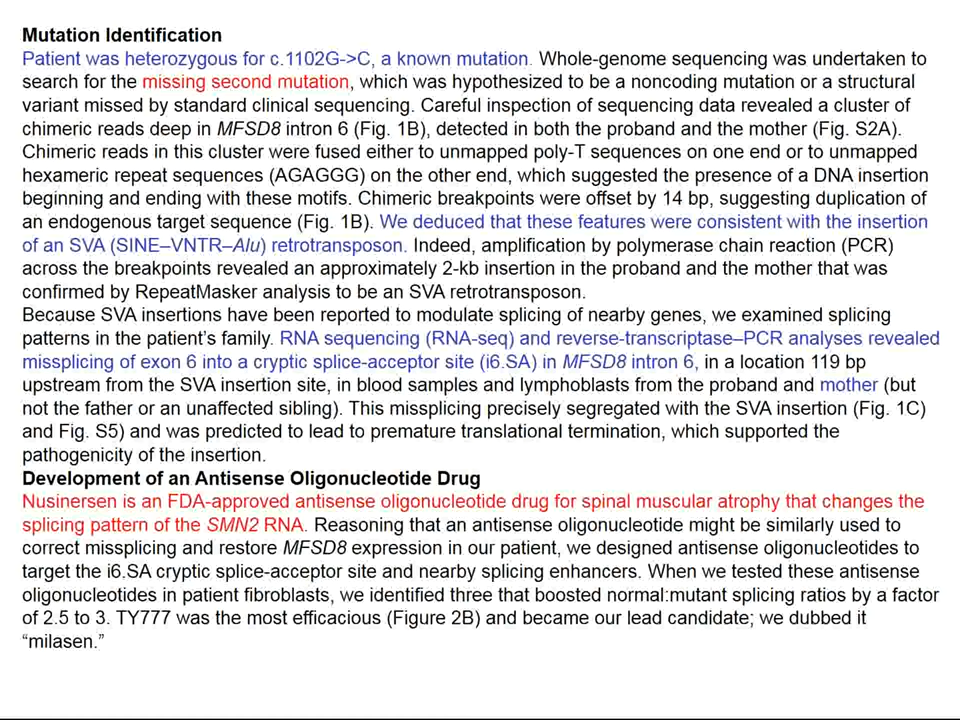 Mutation Identification
Patient was heterozygous for c.1102G->C, a known mutation. Whole-genome sequencing was undertaken to
search for the missing second mutation, which was hypothesized to be a noncoding mutation or a structural
variant missed by standard clinical sequencing. Careful inspection of sequencing data revealed a cluster of
chimeric reads deep in MFSD8 intron 6 (Fig. 1B), detected in both the proband and the mother (Fig. S2A).
Chimeric reads in this cluster were fused either to unmapped poly-T sequences on one end or to unmapped
hexameric repeat sequences (AGAGGG) on the other end, which suggested the presence of a DNA insertion
beginning and ending with these motifs. Chimeric breakpoints were offset by 14 bp, suggesting duplication of
an endogenous target sequence (Fig. 1B). We deduced that these features were consistent with the insertion
of an SVA (SINE–VNTR–Alu) retrotransposon. Indeed, amplification by polymerase chain reaction (PCR)
across the breakpoints revealed an approximately 2-kb insertion in the proband and the mother that was
confirmed by RepeatMasker analysis to be an SVA retrotransposon.
Because SVA insertions have been reported to modulate splicing of nearby genes, we examined splicing
patterns in the patient's family. RNA sequencing (RNA-seq) and reverse-transcriptase–PCR analyses revealed
missplicing of exon 6 into a cryptic splice-acceptor site (i6.SA) in MFSD8 intron 6, in a location 119 bp
upstream from the SVA insertion site, in blood samples and lymphoblasts from the proband and mother (but
not the father or an unaffected sibling). This missplicing precisely segregated with the SVA insertion (Fig. 1C)
and Fig. S5) and was predicted to lead to premature translational termination, which supported the
pathogenicity of the insertion.
Development of an Antisense Oligonucleotide Drug
Nusinersen is an FDA-approved antisense oligonucleotide drug for spinal muscular atrophy that changes the
splicing pattern of the SMN2 RNA. Reasoning that an antisense oligonucleotide might be similarly used to
correct missplicing and restore MFSD8 expression in our patient, we designed antisense oligonucleotides to
target the i6.SA cryptic splice-acceptor site and nearby splicing enhancers. When we tested these antisense
oligonucleotides in patient fibroblasts, we identified three that boosted normal:mutant splicing ratios by a factor
of 2.5 to 3. TY777 was the most efficacious (Figure 2B) and became our lead candidate; we dubbed it
“milasen.”